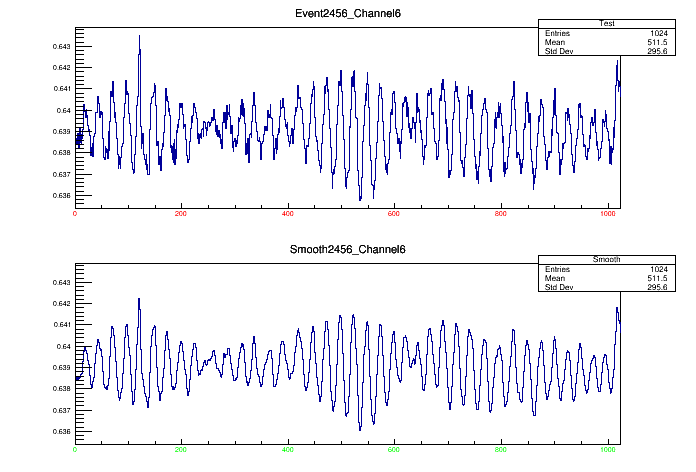 Event2456_Channel6
Test
Entries 1024
Mean 511.5
Std Dev 295.6
0.643
0.642
0.641
0.64
0.639
0.638
0.637
0.636
0 200 400 600 800 1000
Smooth2456_Channel6
Smooth
Entries 1024
Mean 511.5
Std Dev 295.6
0.643
0.642
0.641
0.64
0.639
0.638
0.637
0.636
0 200 400 600 800 1000